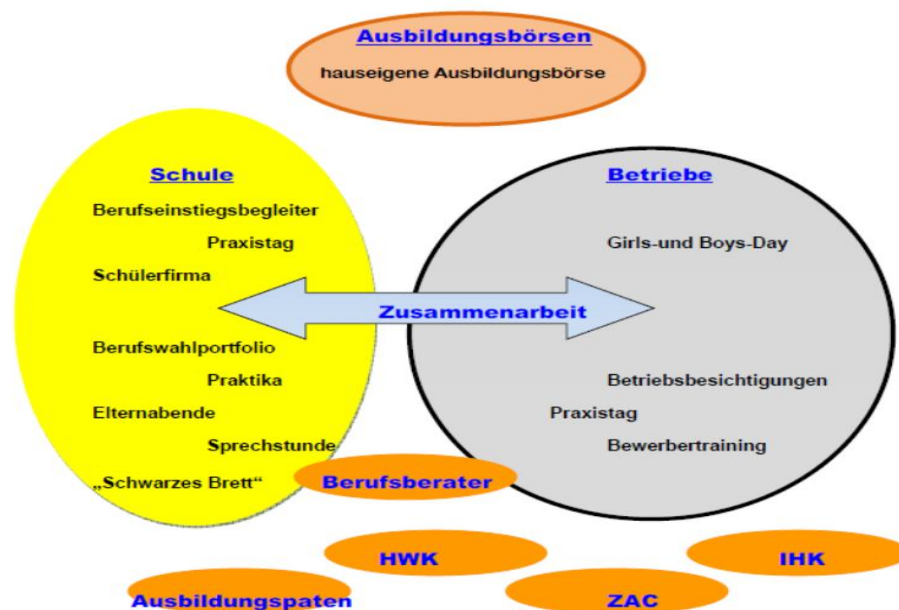 Ausbildungsbörsen
hauseigene Ausbildungsbörse
Schule
Berufseinstiegsbegleiter
Praxistag
Schülerfirma
Berufswahlportfolio
Praktika
Elternabende
Sprechstunde
„Schwarzes Brett“
Zusammenarbeit
Betriebe
Girls-und Boys-Day
Betriebsbesichtigungen
Praxistag
Bewerbertraining
Berufsberater
HWK
IHK
Ausbildungspaten
ZAC